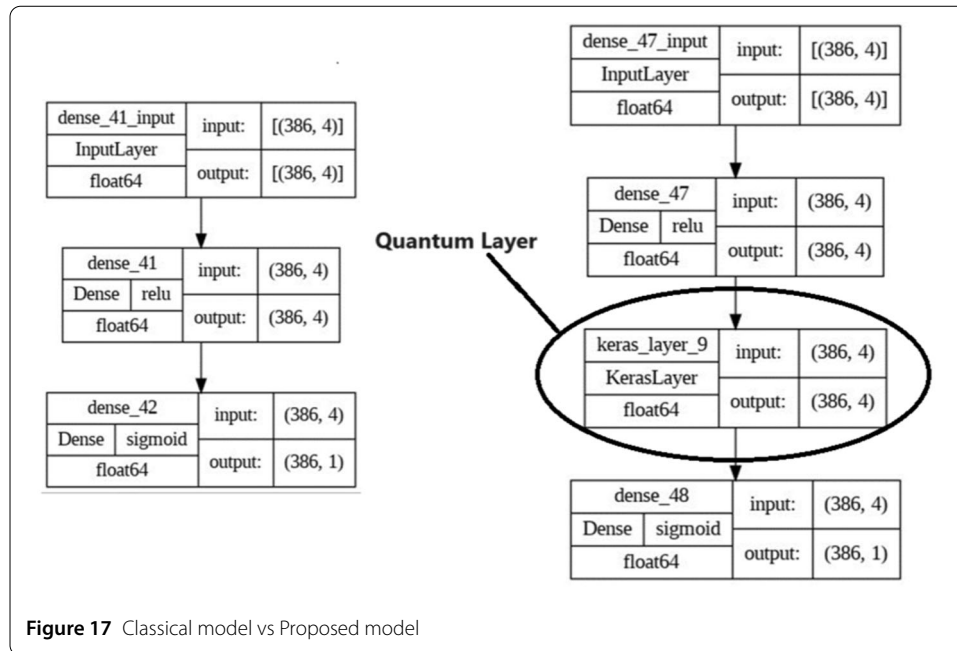 dense_41_input
InputLayer
float64
input:
[(386, 4)]
output:
[(386, 4)]
dense_41
Dense relu
float64
input:
(386, 4)
output:
(386, 4)
dense_42
Dense sigmoid
float64
input:
(386, 4)
output:
(386, 1)
dense_47_input
InputLayer
float64
input:
[(386, 4)]
output:
[(386, 4)]
dense_47
Dense relu
float64
input:
(386, 4)
output:
(386, 4)
Quantum Layer
keras_layer_9
KerasLayer
float64
input:
(386, 4)
output:
(386, 4)
dense_48
Dense sigmoid
float64
input:
(386, 4)
output:
(386, 1)
Figure 17 Classical model vs Proposed model